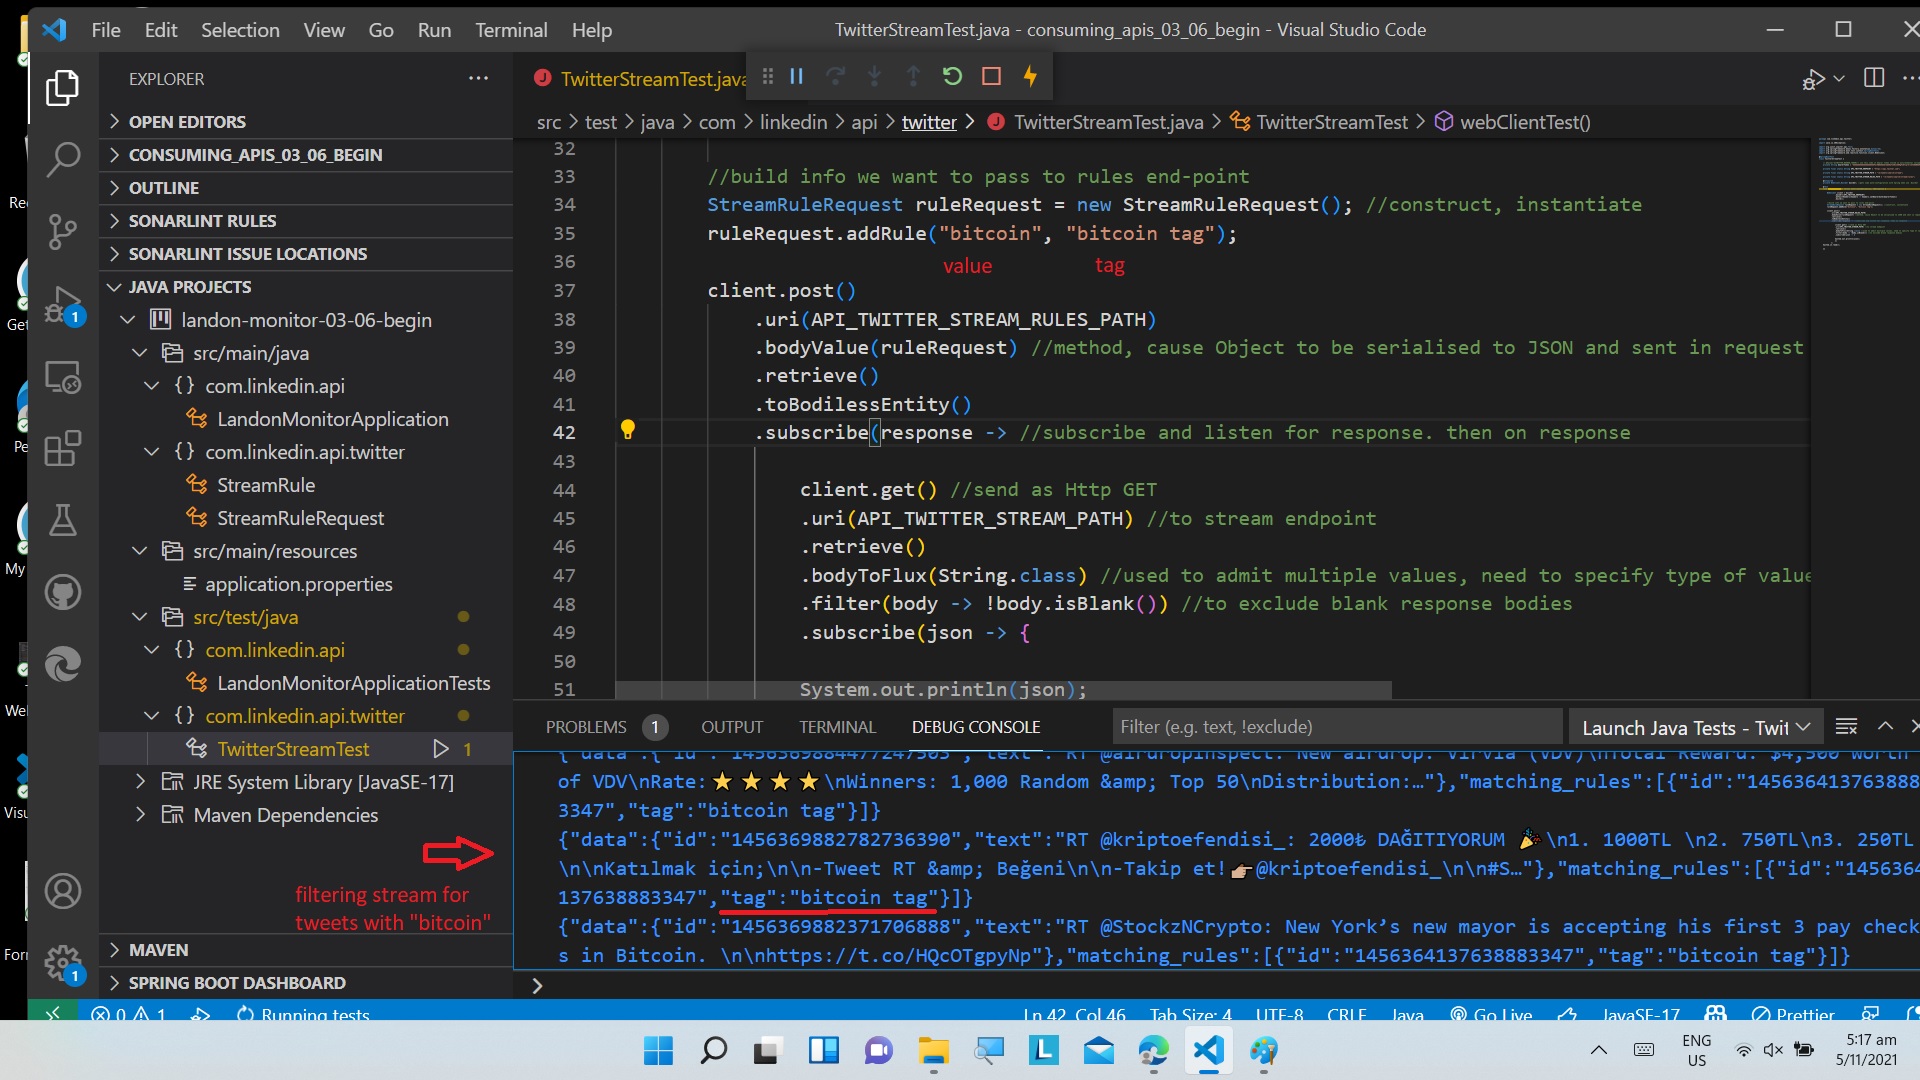 File Edit Selection View Go Run Terminal Help
TwitterStreamTest.java - consuming_apis_03_06_begin - Visual Studio Code
EXPLORER
OPEN EDITORS
CONSUMING_APIS_03_06_BEGIN
OUTLINE
SONARLINT RULES
SONARLINT ISSUE LOCATIONS
JAVA PROJECTS
landon-monitor-03-06-begin
src/main/java
{} com.linkedin.api
LandonMonitorApplication
{} com.linkedin.api.twitter
StreamRule
StreamRuleRequest
src/main/resources
application.properties
src/test/java
{} com.linkedin.api
LandonMonitorApplicationTests
{} com.linkedin.api.twitter
TwitterStreamTest 1
JRE System Library [JavaSE-17]
Maven Dependencies
filtering stream for
tweets with "bitcoin"
MAVEN
SPRING BOOT DASHBOARD
1
1
J TwitterStreamTest.java
src > test > java > com > linkedin > api > twitter > J TwitterStreamTest.java > TwitterStreamTest > webClientTest()
32
33 //build info we want to pass to rules end-point
34 StreamRuleRequest ruleRequest = new StreamRuleRequest(); //construct, instantiate
35 ruleRequest.addRule("bitcoin", "bitcoin tag");
36
value tag
37 client.post()
38 .uri(API_TWITTER_STREAM_RULES_PATH)
39 .bodyValue(ruleRequest) //method, cause Object to be serialised to JSON and sent in request
40 .retrieve()
41 .toBodilessEntity()
42 .subscribe(response -> //subscribe and listen for response. then on response
43
44 client.get() //send as Http GET
45 .uri(API_TWITTER_STREAM_PATH) //to stream endpoint
46 .retrieve()
47 .bodyToFlux(String.class) //used to admit multiple values, need to specify type of value
48 .filter(body -> !body.isBlank()) //to exclude blank response bodies
49 .subscribe(json -> {
50
51 System.out.println(json);
PROBLEMS 1 OUTPUT TERMINAL DEBUG CONSOLE
Filter (e.g. text, !exclude)
Launch Java Tests - Twit
of VDV\nRate:⭐⭐⭐⭐\nWinners: 1,000 Random &amp; Top 50\nDistribution:…"},"matching_rules":[{"id":"145636413763888
3347","tag":"bitcoin tag"}]}
{"data":{"id":"1456369882782736390","text":"RT @kriptoefendisi_: 2000₺ DAĞITIYORUM 🎉\n1. 1000TL \n2. 750TL\n3. 250TL
\n\nKatılmak için;\n\n-Tweet RT &amp; Beğeni\n\n-Takip et!👉🏼@kriptoefendisi_\n\n#S…"},"matching_rules":[{"id":"1456364
137638883347","tag":"bitcoin tag"}]}
{"data":{"id":"1456369882371706888","text":"RT @StockzNCrypto: New York’s new mayor is accepting his first 3 pay check
s in Bitcoin. \n\nhttps://t.co/HQcOTgpyNp"},"matching_rules":[{"id":"1456364137638883347","tag":"bitcoin tag"}]}
0 1 Running tests
Ln 42, Col 46 Tab Size: 4 UTF-8 CRLF Java Go Live JavaSE-17 Prettier
ENG
US
5:17 am
5/11/2021